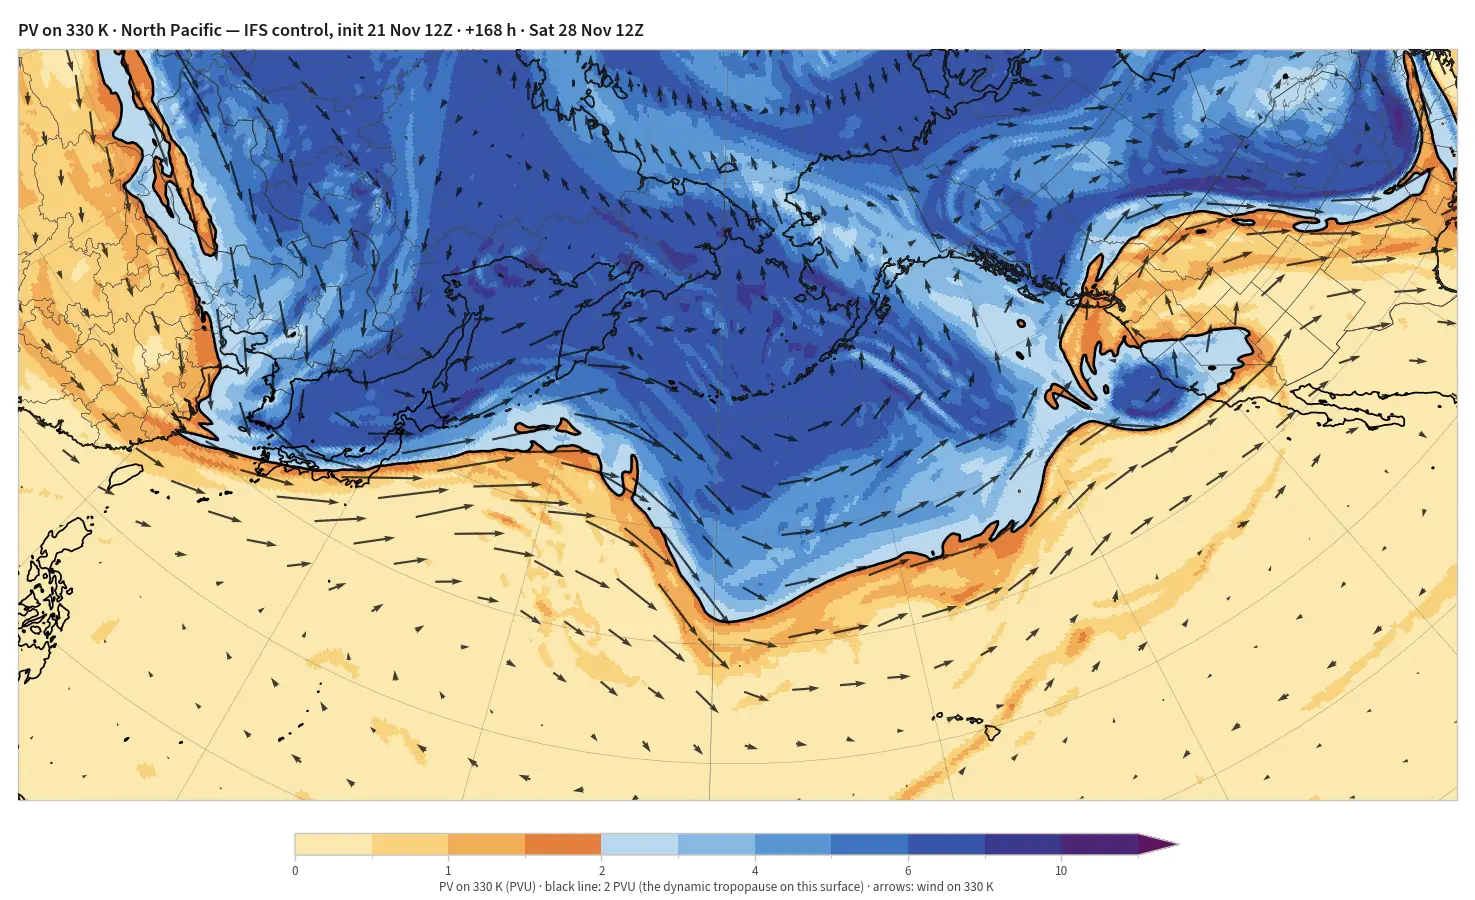 PV on 330 K · North Pacific — IFS control, init 21 Nov 12Z · +168 h · Sat 28 Nov 12Z
0 1 2 4 6 10
PV on 330 K (PVU) · black line: 2 PVU (the dynamic tropopause on this surface) · arrows: wind on 330 K